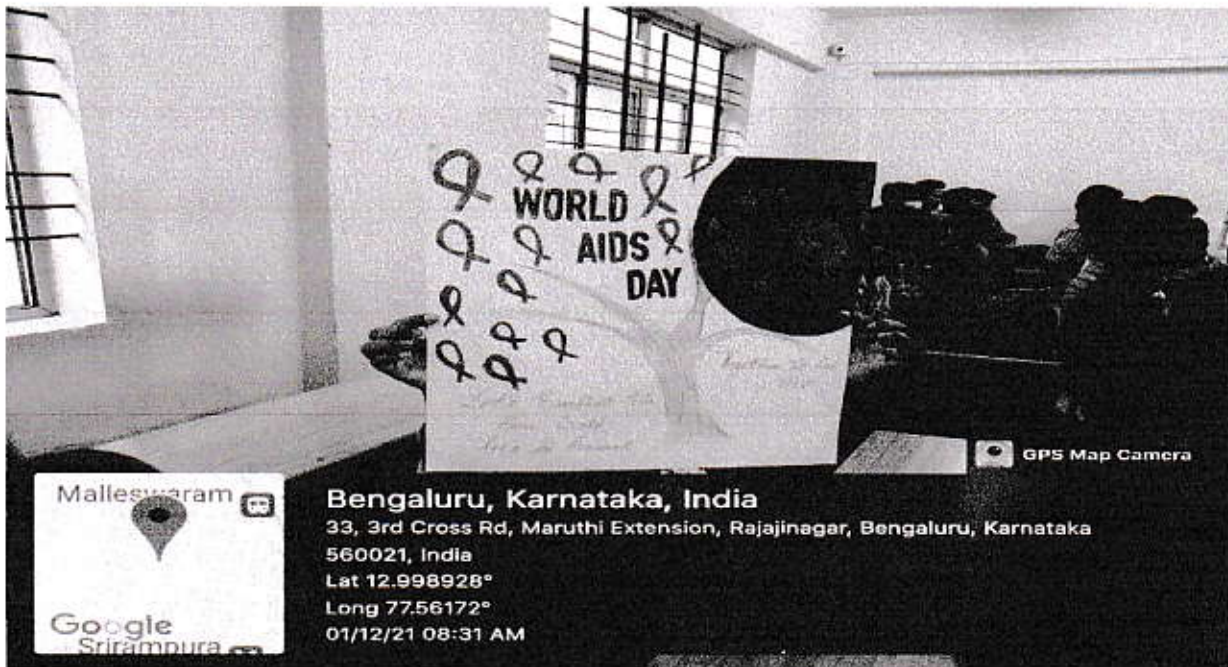 WORLD
AIDS
DAY
GPS Map Camera
Malleswaram
Google
Srirampura
Bengaluru, Karnataka, India
33, 3rd Cross Rd, Maruthi Extension, Rajajinagar, Bengaluru, Karnataka
560021, India
Lat 12.998928°
Long 77.56172°
01/12/21 08:31 AM